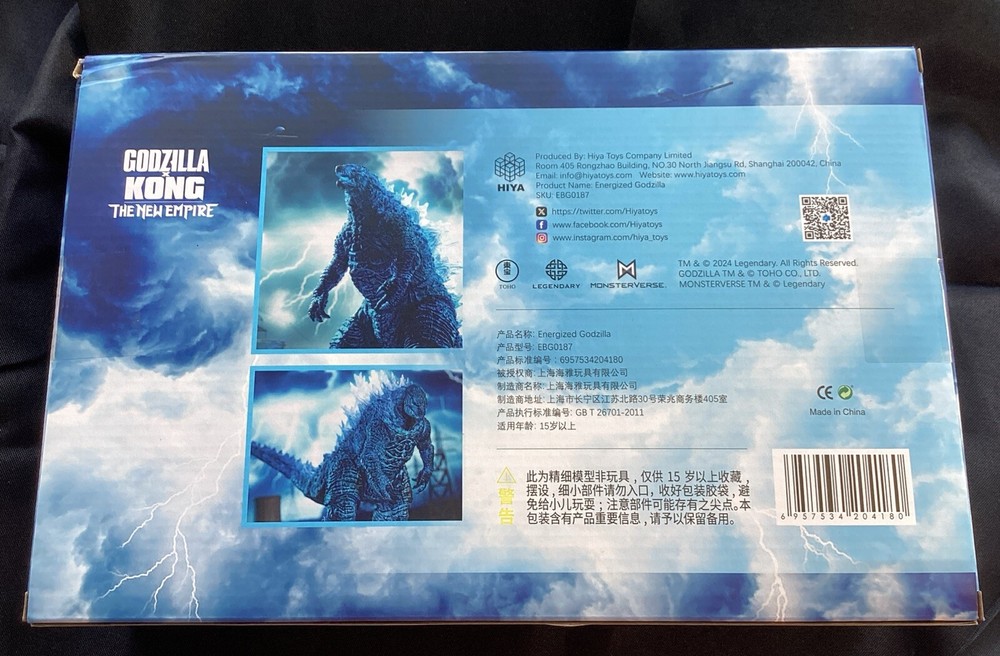 GODZILLA
x
KONG
THE NEW EMPIRE
HIYA
Produced By: Hiya Toys Company Limited
Room 405 Rongzhao Building, NO.30 North Jiangsu Rd, Shanghai 200042, China
Email: info@hiyatoys.com Website: www.hiyatoys.com
Product Name: Energized Godzilla
SKU: EBG0187
https://twitter.com/Hiyatoys
www.facebook.com/Hiyatoys
www.instagram.com/hiya_toys
東宝
TOHO
LEGENDARY
MONSTERVERSE.
TM & © 2024 Legendary. All Rights Reserved.
GODZILLA TM & © TOHO CO., LTD.
MONSTERVERSE TM & © Legendary
产品名称: Energized Godzilla
产品型号: EBG0187
产品标准编号: 6957534204180
被授权商: 上海海雅玩具有限公司
制造商名称: 上海海雅玩具有限公司
制造商地址: 上海市长宁区江苏北路30号荣兆商务楼405室
产品执行标准编号: GB T 26701-2011
适用年龄: 15岁以上
CE
Made in China
警告
此为精细模型非玩具，仅供 15 岁以上收藏，
摆设，细小部件请勿入口，收好包装胶袋，避
免给小儿玩耍；注意部件可能存有之尖点。本
包装含有产品重要信息，请予以保留备用。
6 957534 204180